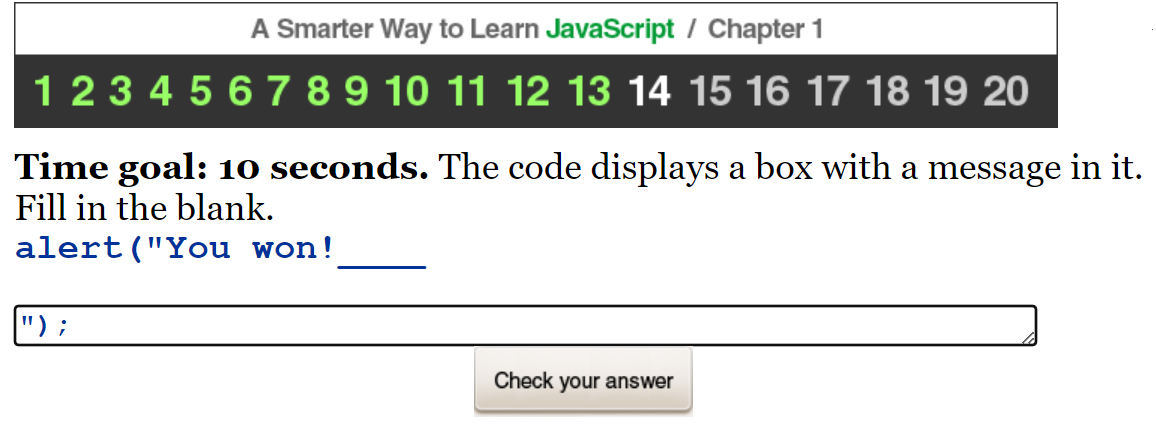 A Smarter Way to Learn JavaScript / Chapter 1
1 2 3 4 5 6 7 8 9 10 11 12 13 14 15 16 17 18 19 20
Time goal: 10 seconds. The code displays a box with a message in it.
Fill in the blank.
alert("You won!____
");
Check your answer